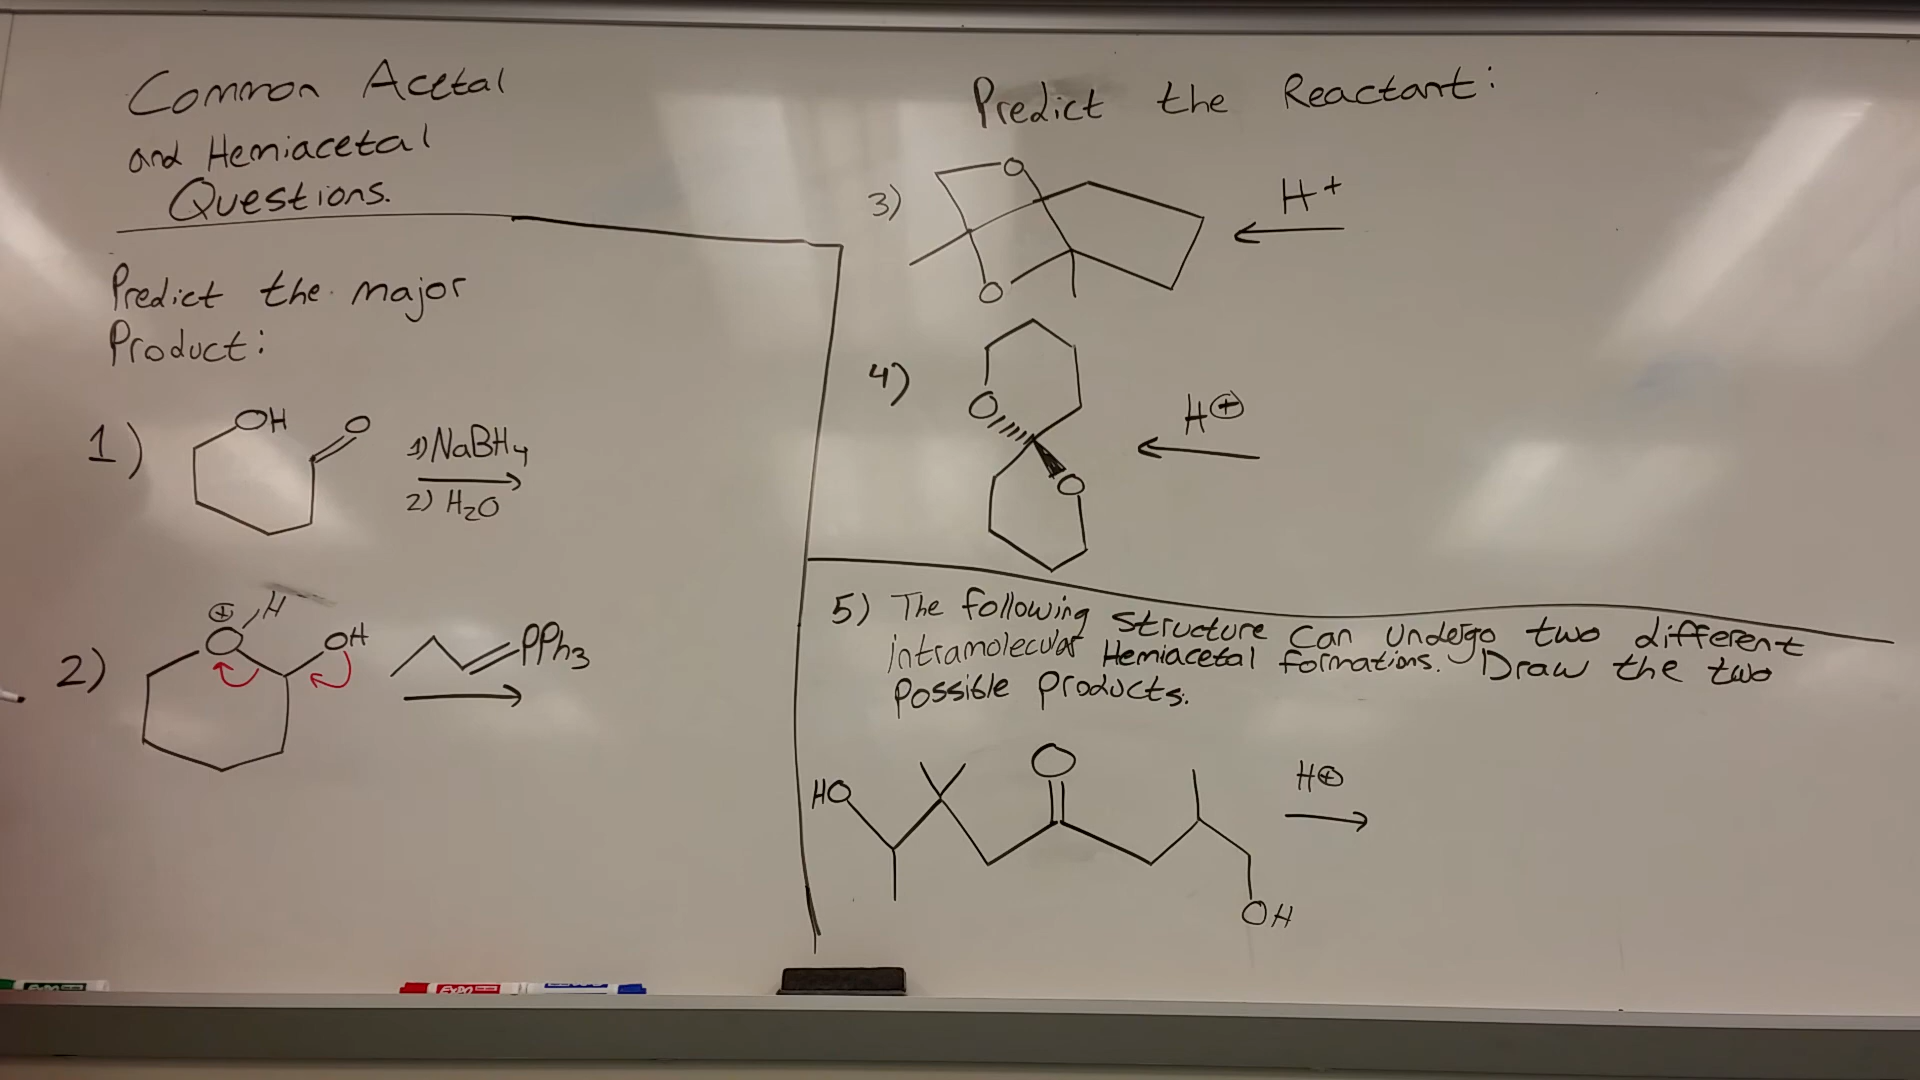 Common Acetal
and Hemiacetal
Questions.
Predict the major
Product:
1)
OH
O
1) NaBH4
2) H2O
2)
⊕
H
O
OH
PPh3
Predict the Reactant:
3)
O
O
H+
4)
O
O
H⊕
5) The following structure can undergo two different
intramolecular Hemiacetal formations. Draw the two
possible products.
HO
O
OH
H⊕
EXPO